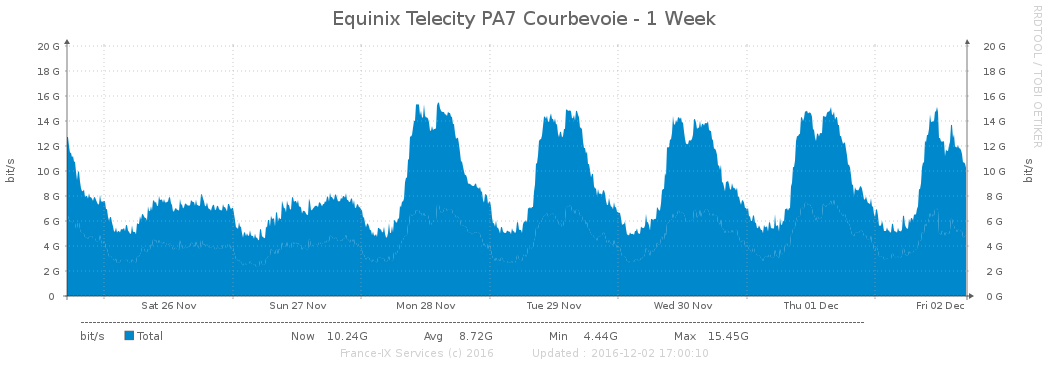 Equinix Telecity PA7 Courbevoie - 1 Week
RRDTOOL / TOBI OETIKER
bit/s
20 G 20 G
18 G 18 G
16 G 16 G
14 G 14 G
12 G 12 G
10 G 10 G
8 G 8 G
6 G 6 G
4 G 4 G
2 G 2 G
0 0 G
bit/s
Sat 26 Nov Sun 27 Nov Mon 28 Nov Tue 29 Nov Wed 30 Nov Thu 01 Dec Fri 02 Dec
bit/s Total Now 10.24G Avg 8.72G Min 4.44G Max 15.45G
France-IX Services (c) 2016 Updated : 2016-12-02 17:00:10